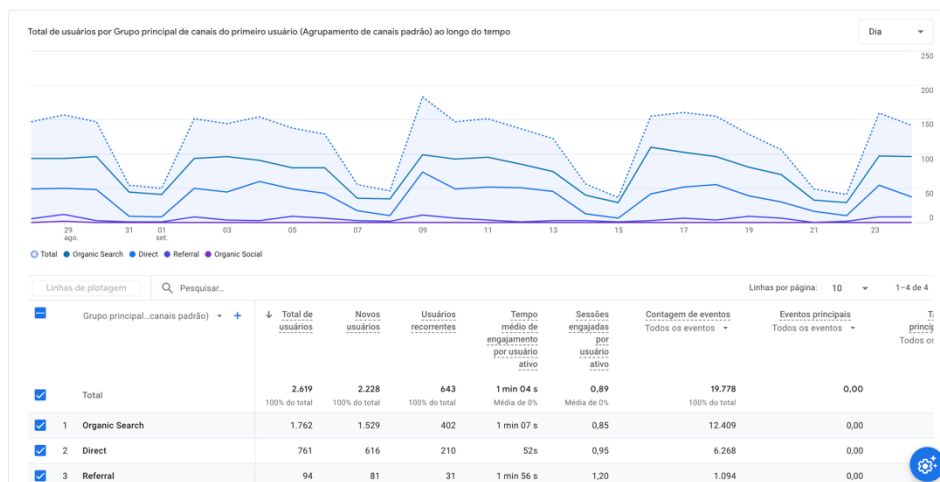 Total de usuários por Grupo principal de canais do primeiro usuário (Agrupamento de canais padrão) ao longo do tempo
Dia
250
200
150
100
50
0
29 ago.
31
01 set.
03
05
07
09
11
13
15
17
19
21
23
Total Organic Search Direct Referral Organic Social
Linhas de plotagem Pesquisar... Linhas por página: 10 1–4 de 4
Grupo principal...canais padrão) + ↓ Total de usuários Novos usuários Usuários recorrentes Tempo médio de engajamento por usuário ativo Sessões engajadas por usuário ativo Contagem de eventos Todos os eventos Eventos principais Todos os eventos
Total 2.619 2.228 643 1 min 04 s 0,89 19.778 0,00
100% do total 100% do total 100% do total Média de 0% Média de 0% 100% do total
1 Organic Search 1.762 1.529 402 1 min 07 s 0,85 12.409 0,00
2 Direct 761 616 210 52s 0,95 6.268 0,00
3 Referral 94 81 31 1 min 56 s 1,20 1.094 0,00